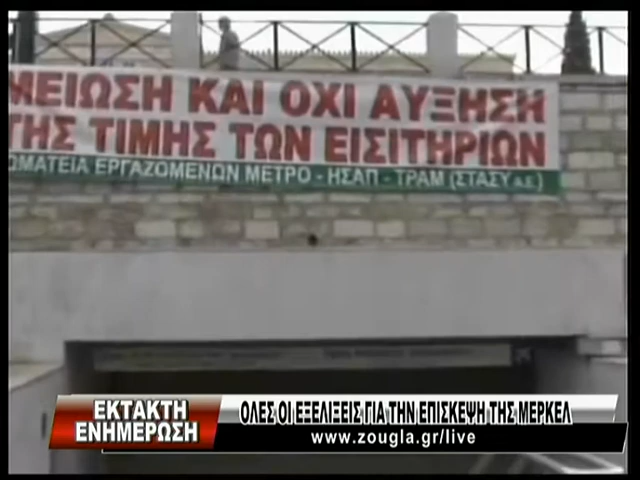 ΜΕΙΩΣΗ ΚΑΙ ΟΧΙ ΑΥΞΗΣΗ
ΤΗΣ ΤΙΜΗΣ ΤΩΝ ΕΙΣΙΤΗΡΙΩΝ
ΩΜΑΤΕΙΑ ΕΡΓΑΖΟΜΕΝΩΝ ΜΕΤΡΟ - ΗΣΑΠ - ΤΡΑΜ (ΣΤΑΣΥ Α.Ε)
ΕΚΤΑΚΤΗ ΕΝΗΜΕΡΩΣΗ
ΟΛΕΣ ΟΙ ΕΞΕΛΙΞΕΙΣ ΓΙΑ ΤΗΝ ΕΠΙΣΚΕΨΗ ΤΗΣ ΜΕΡΚΕΛ
www.zougla.gr/live